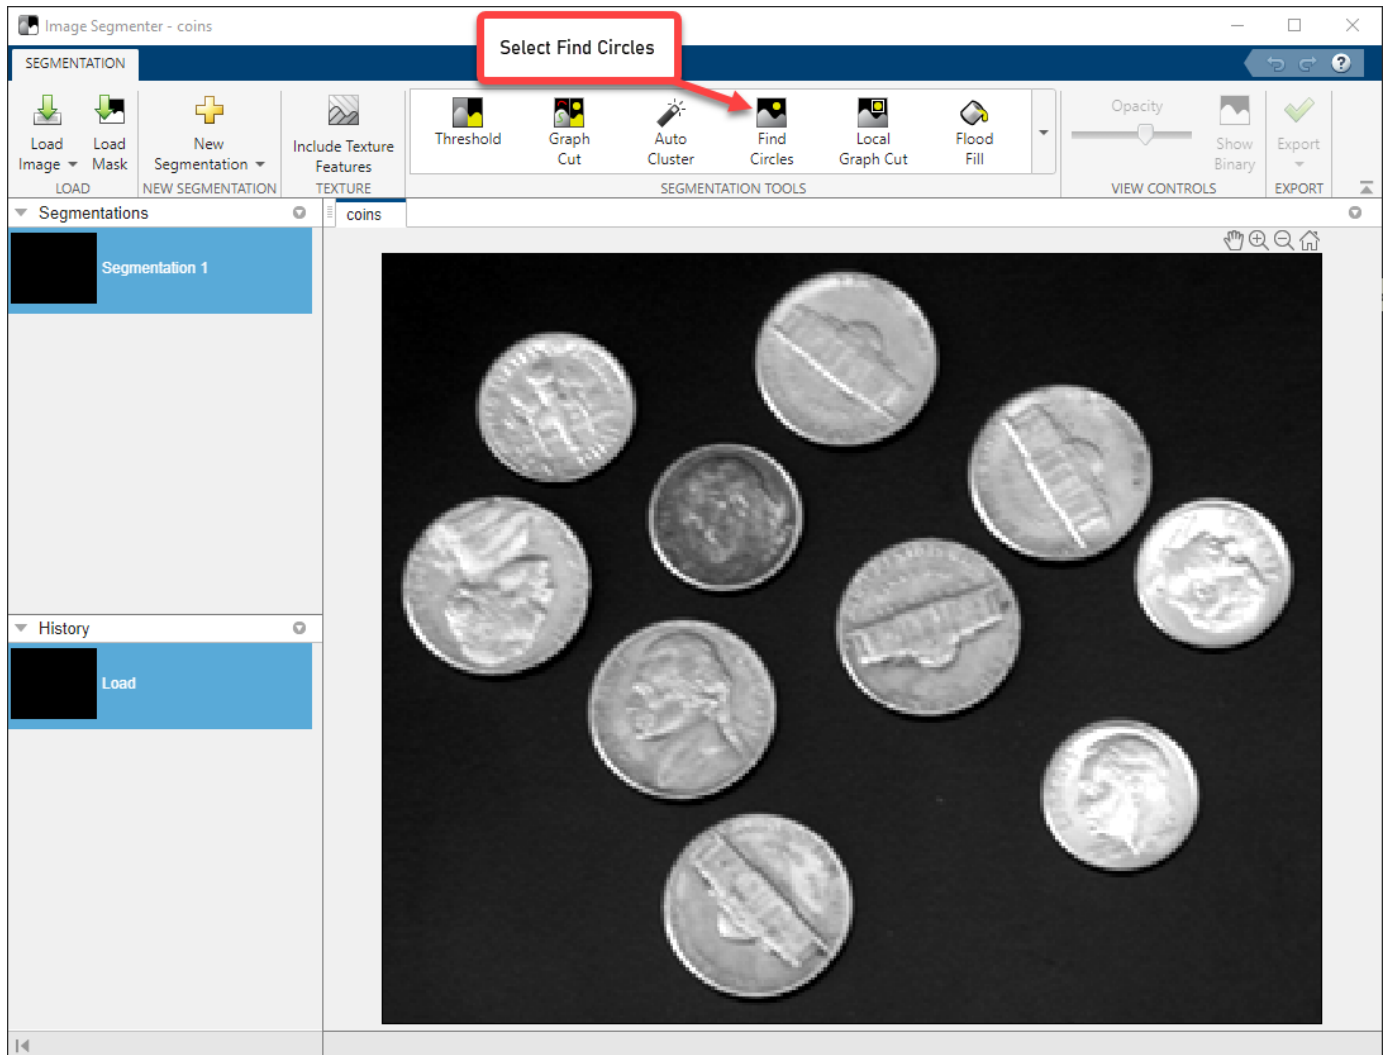 Image Segmenter - coins
Select Find Circles
SEGMENTATION
?
Load
Image
Load
Mask
New
Segmentation
Include Texture
Features
Threshold
Graph
Cut
Auto
Cluster
Find
Circles
Local
Graph Cut
Flood
Fill
Opacity
Show
Binary
Export
LOAD
NEW SEGMENTATION
TEXTURE
SEGMENTATION TOOLS
VIEW CONTROLS
EXPORT
Segmentations
coins
Segmentation 1
History
Load